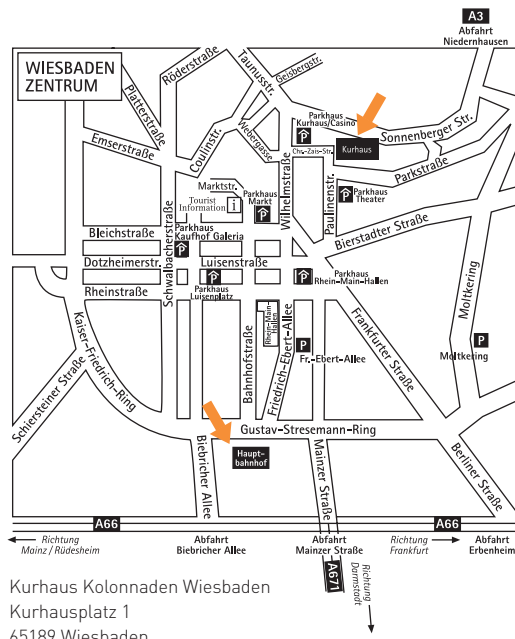 A3
Abfahrt
Niedernhausen
WIESBADEN
ZENTRUM
Röderstraße
Taunusstr.
Geisbergstr.
Platterstraße
Parkhaus
Kurhaus/Casino
Sonnenberger Str.
Emserstraße
Coulinstr.
Webergasse
Chr.-Zais-Str.
Kurhaus
Parkstraße
Marktstr.
Parkhaus
Markt
Wilhelmstraße
Paulinenstr.
Parkhaus
Theater
Tourist
Information
i
Bleichstraße
Parkhaus
Kaufhof Galeria
Schwalbacherstraße
Bierstadter Straße
Dotzheimerstr.
Luisenstraße
Moltkering
Rheinstraße
Parkhaus
Luisenplatz
Parkhaus
Rhein-Main-Hallen
Kaiser-Friedrich-Ring
Rhein-Main-
Hallen
Bahnhofstraße
Friedrich-Ebert-Allee
P
Fr.-Ebert-Allee
Frankfurter Straße
P
Moltkering
Schiersteiner Straße
Gustav-Stresemann-Ring
Biebricher Allee
Haupt-
bahnhof
Mainzer Straße
Berliner Straße
A66
A66
Richtung
Mainz / Rüdesheim
Abfahrt
Biebricher Allee
Abfahrt
Mainzer Straße
Richtung
Frankfurt
Abfahrt
Erbenheim
A671
Richtung
Darmstadt
Kurhaus Kolonnaden Wiesbaden
Kurhausplatz 1
65189 Wiesbaden